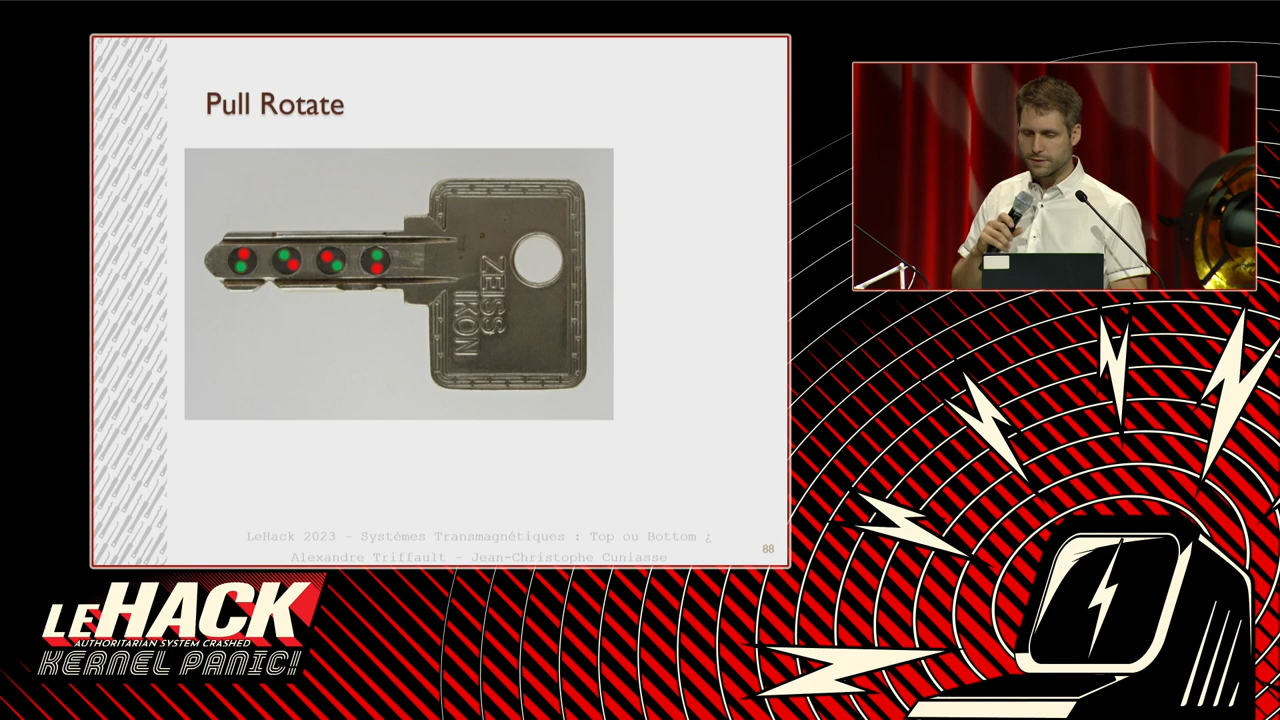 Pull Rotate
ZEISS
IKON
LeHack 2023 - Systèmes Transmagnétiques : Top ou Bottom ¿
Alexandre Triffault - Jean-Christophe Cuniasse
88
LEHACK
AUTHORITARIAN SYSTEM CRASHED
KERNEL PANIC!